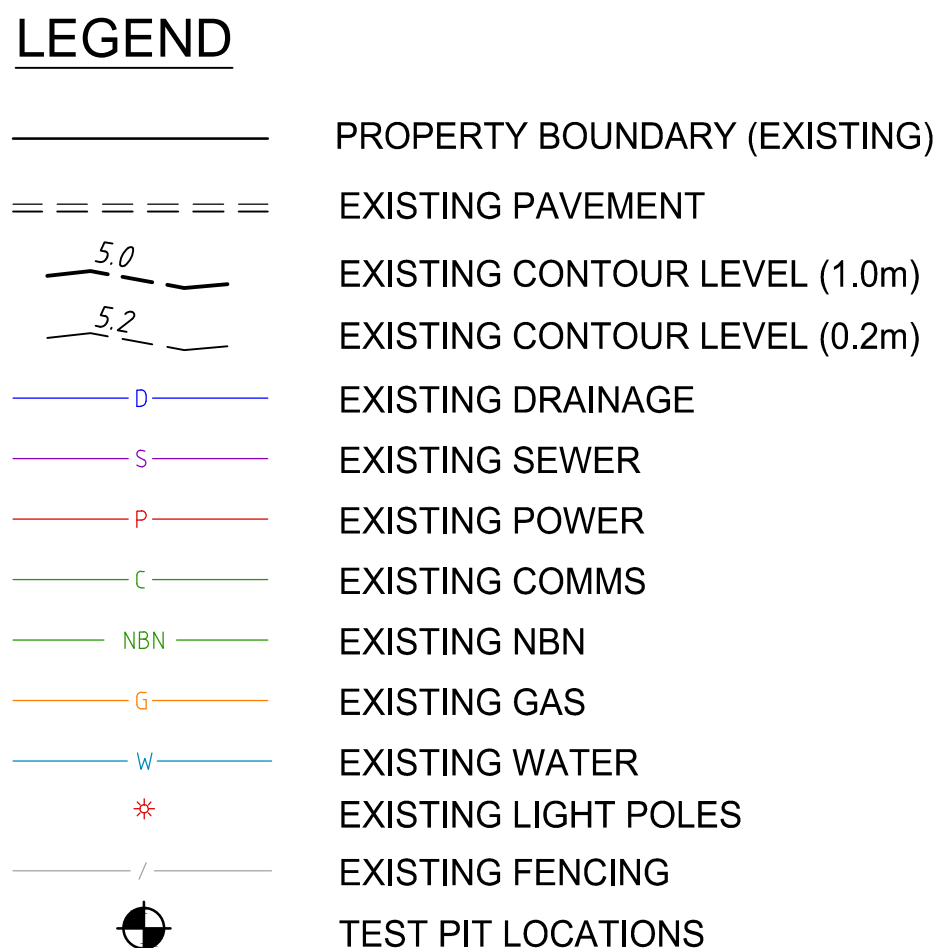 LEGEND
PROPERTY BOUNDARY (EXISTING)
EXISTING PAVEMENT
5.0 EXISTING CONTOUR LEVEL (1.0m)
5.2 EXISTING CONTOUR LEVEL (0.2m)
D EXISTING DRAINAGE
S EXISTING SEWER
P EXISTING POWER
C EXISTING COMMS
NBN EXISTING NBN
G EXISTING GAS
W EXISTING WATER
EXISTING LIGHT POLES
/ EXISTING FENCING
TEST PIT LOCATIONS